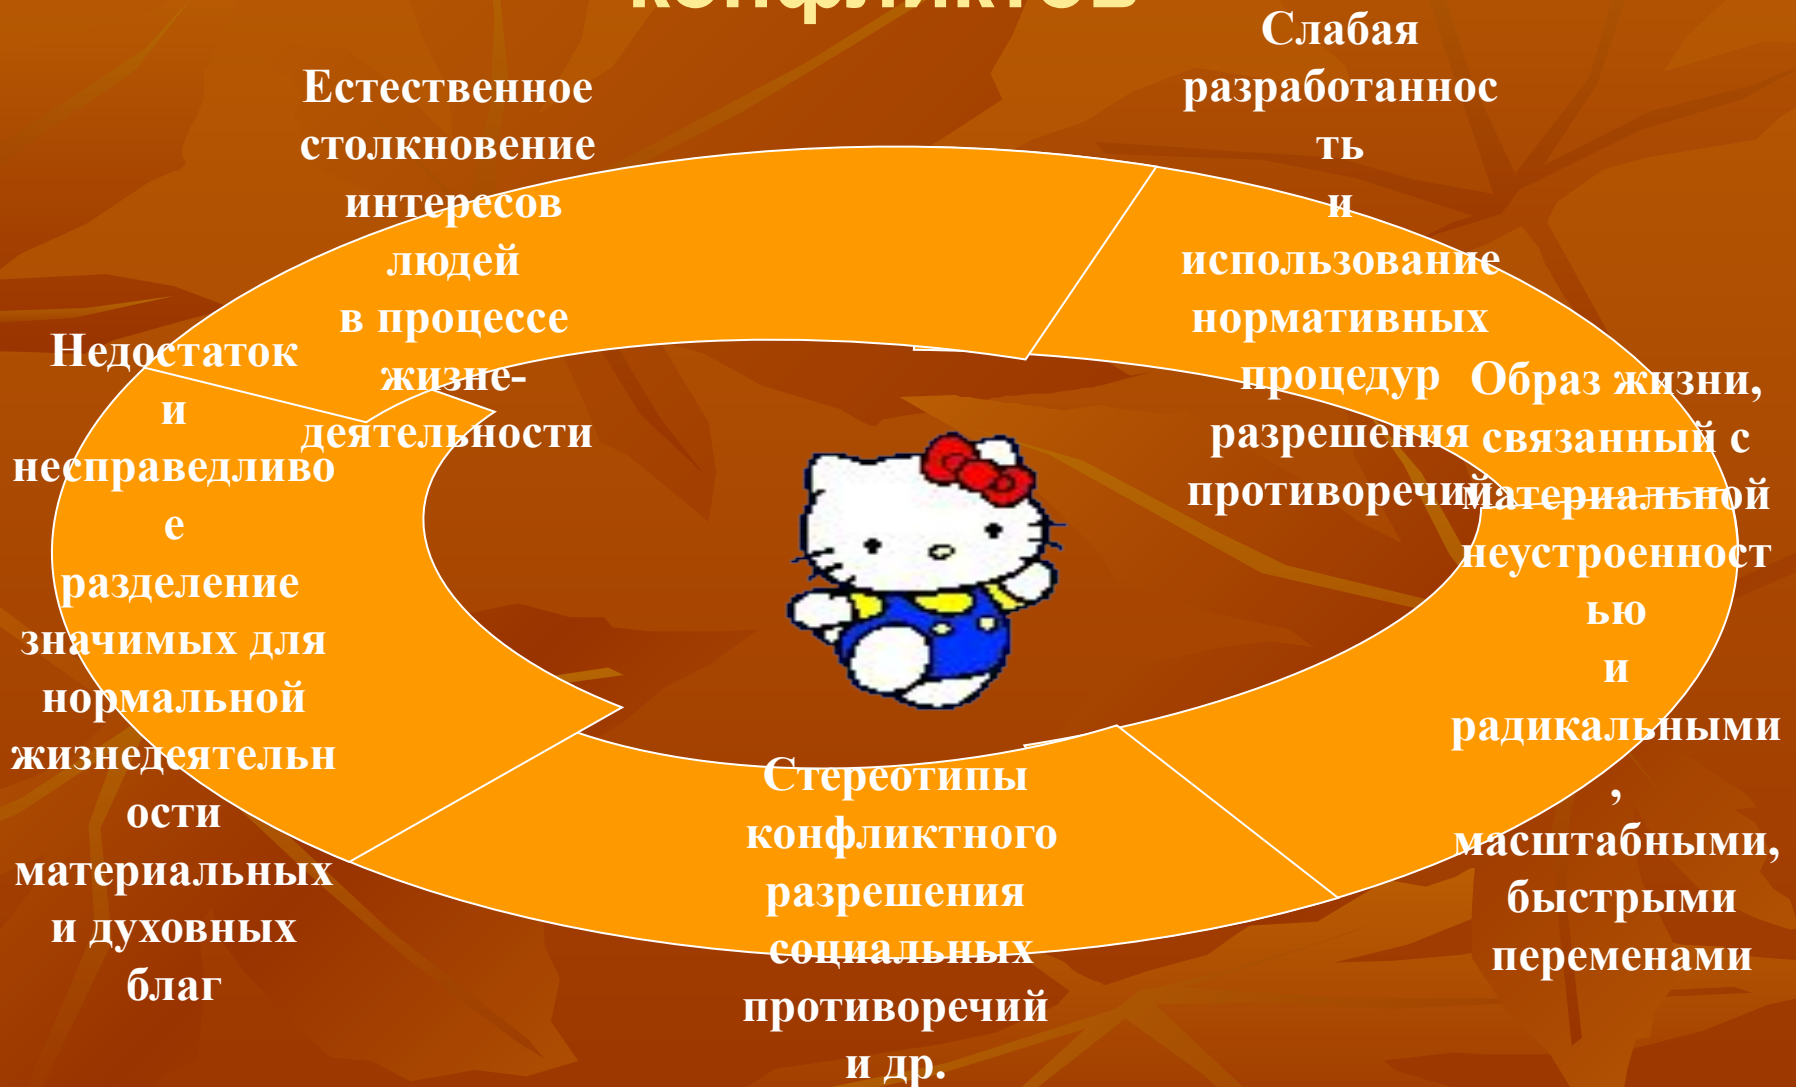 конфликтов
Естественное
столкновение
интересов
людей
в процессе
жизне-
деятельности
Слабая
разработаннос
ть
и
использование
нормативных
процедур
разрешения
противоречий
Образ жизни,
связанный с
материальной
неустроенност
ью
и
радикальными
,
масштабными,
быстрыми
переменами
Стереотипы
конфликтного
разрешения
социальных
противоречий
и др.
Недостаток
и
несправедливо
е
разделение
значимых для
нормальной
жизнедеятельн
ости
материальных
и духовных
благ